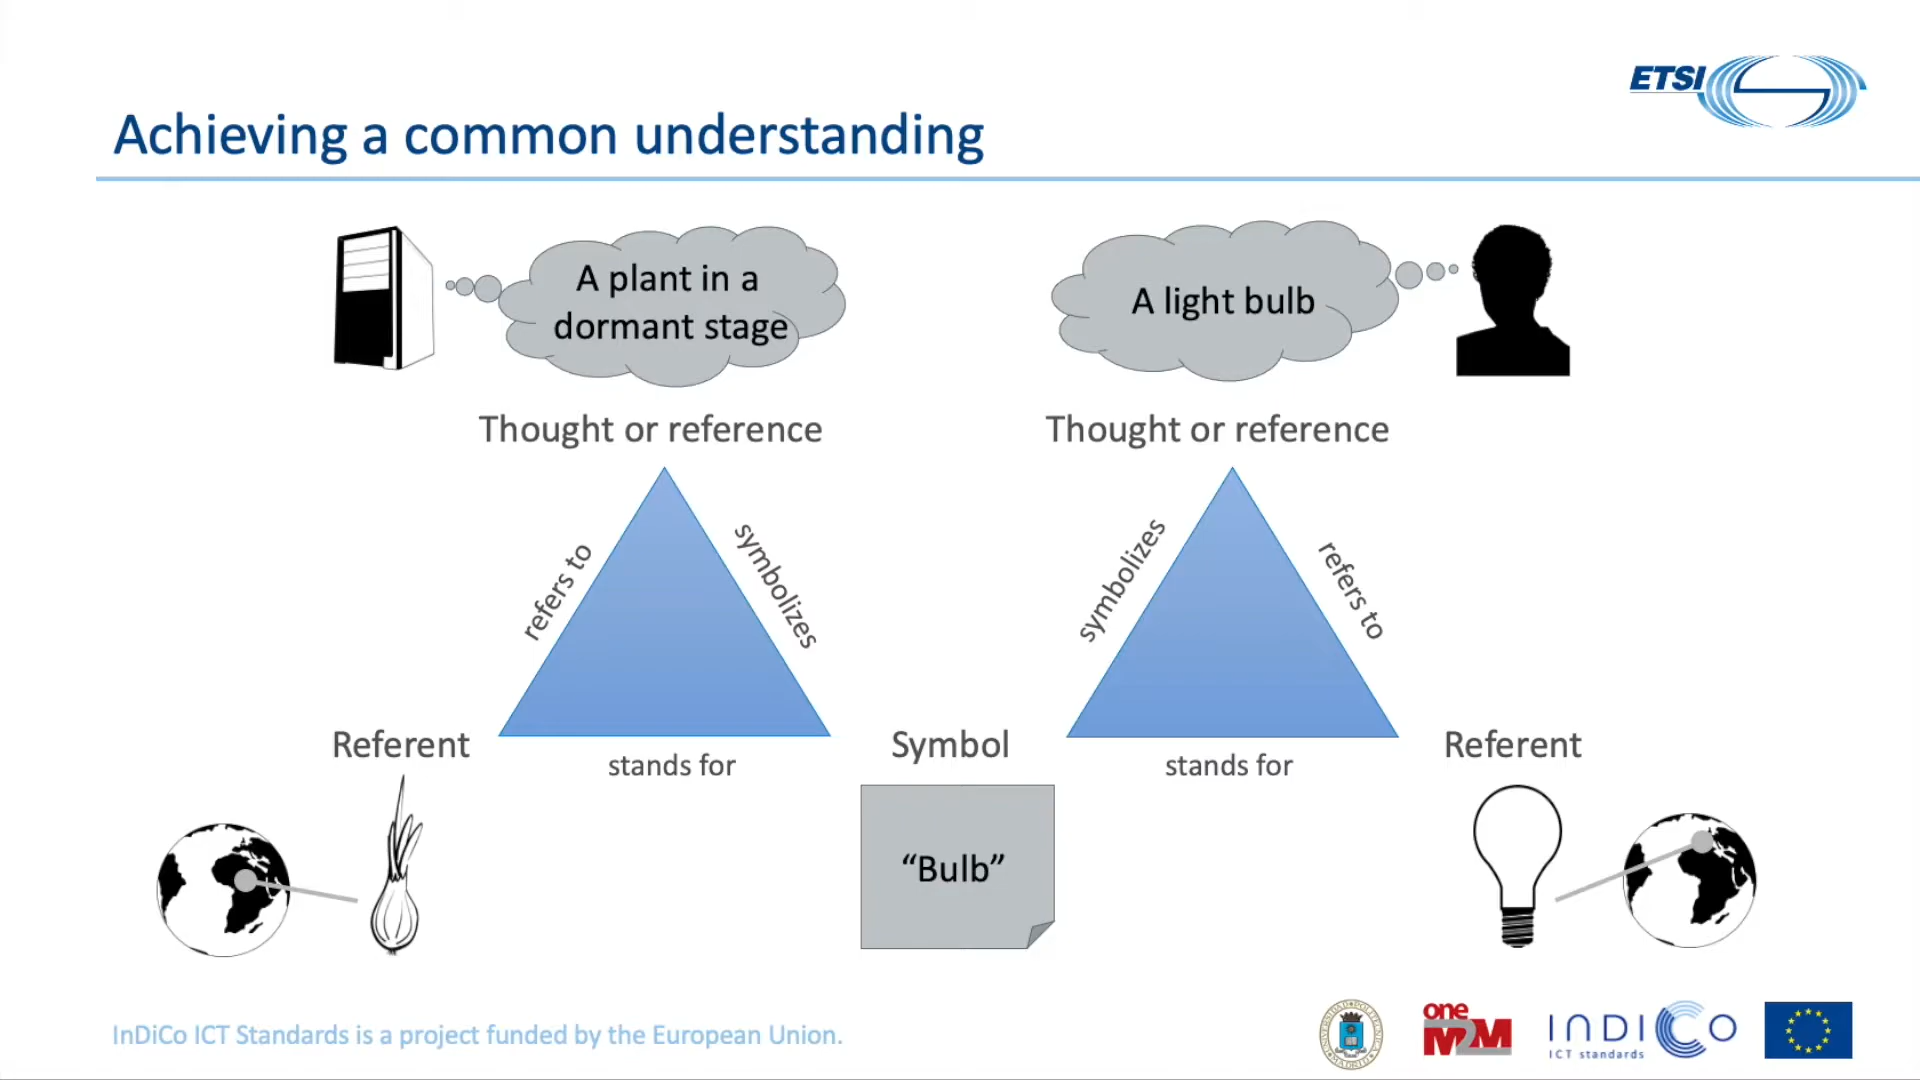 ETSI
Achieving a common understanding
A plant in a
dormant stage
A light bulb
Thought or reference
Thought or reference
refers to
symbolizes
symbolizes
refers to
Referent
stands for
Symbol
stands for
Referent
“Bulb”
InDiCo ICT Standards is a project funded by the European Union.
one
M2M
INDICO
ICT standards